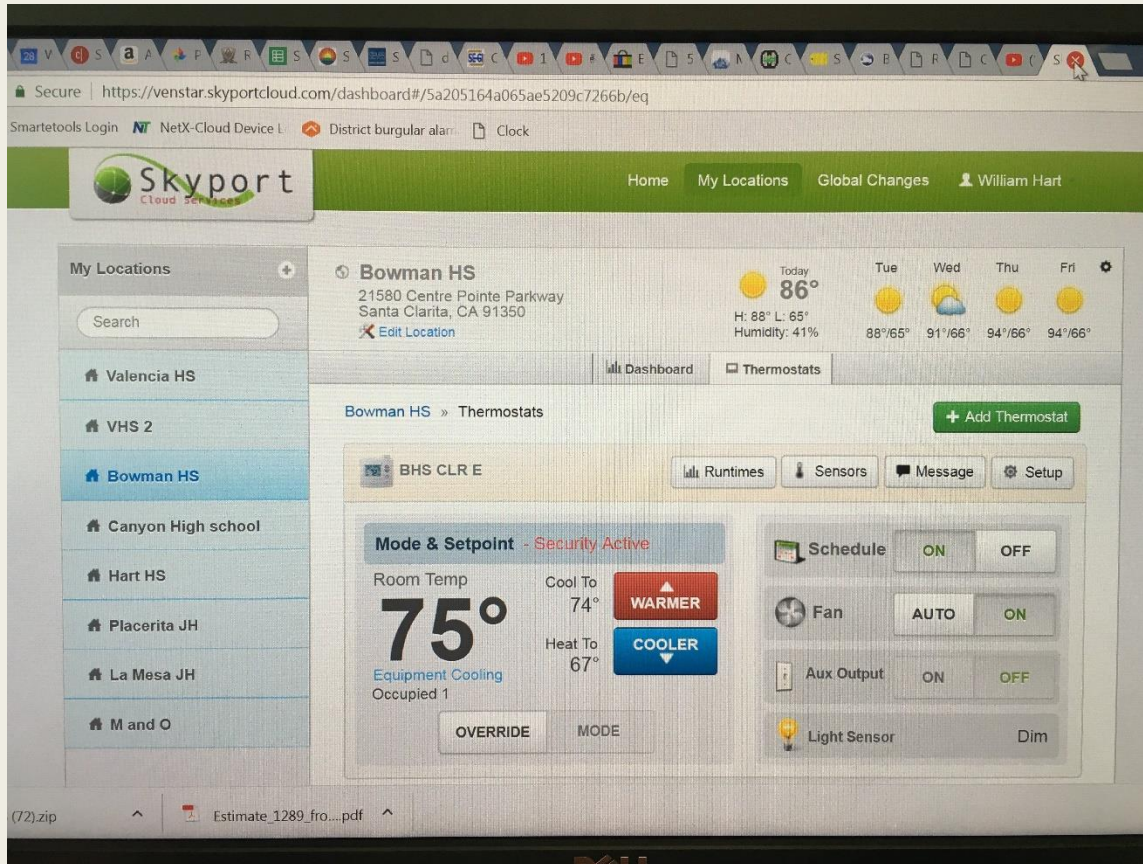 28 V S a A P R S S S d SEG C 1 # E 5 N C S B R C ( S
Secure | https://venstar.skyportcloud.com/dashboard#/5a205164a065ae5209c7266b/eq
Smartetools Login NT NetX-Cloud Device L District burgular alarm Clock
Skyport
Cloud Services
Home My Locations Global Changes William Hart
My Locations
Search
Valencia HS
VHS 2
Bowman HS
Canyon High school
Hart HS
Placerita JH
La Mesa JH
M and O
Bowman HS
21580 Centre Pointe Parkway
Santa Clarita, CA 91350
Edit Location
Today
86°
H: 88° L: 65°
Humidity: 41%
Tue Wed Thu Fri
88°/65° 91°/66° 94°/66° 94°/66°
Dashboard Thermostats
Bowman HS » Thermostats
+ Add Thermostat
BHS CLR E
Runtimes Sensors Message Setup
Mode & Setpoint - Security Active
Room Temp
75°
Equipment Cooling
Occupied 1
Cool To
74°
Heat To
67°
WARMER
COOLER
OVERRIDE MODE
Schedule ON OFF
Fan AUTO ON
Aux Output ON OFF
Light Sensor Dim
(72).zip Estimate_1289_fro....pdf